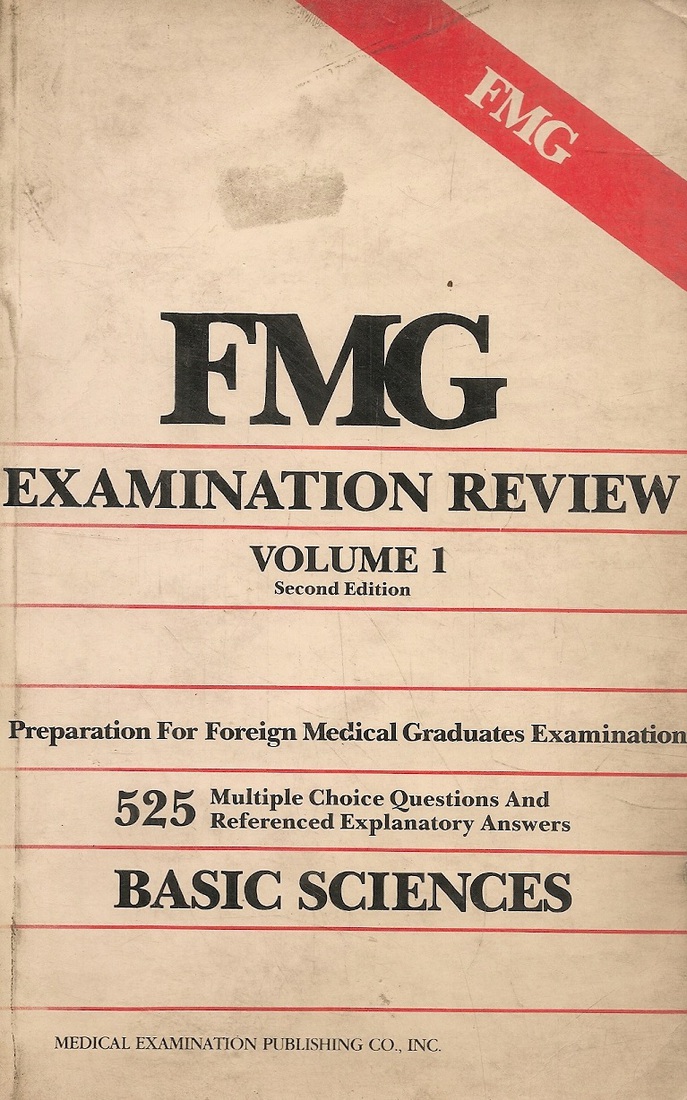 FMG
FMG
EXAMINATION REVIEW
VOLUME 1
Second Edition
Preparation For Foreign Medical Graduates Examination
525 Multiple Choice Questions And
Referenced Explanatory Answers
BASIC SCIENCES
MEDICAL EXAMINATION PUBLISHING CO., INC.